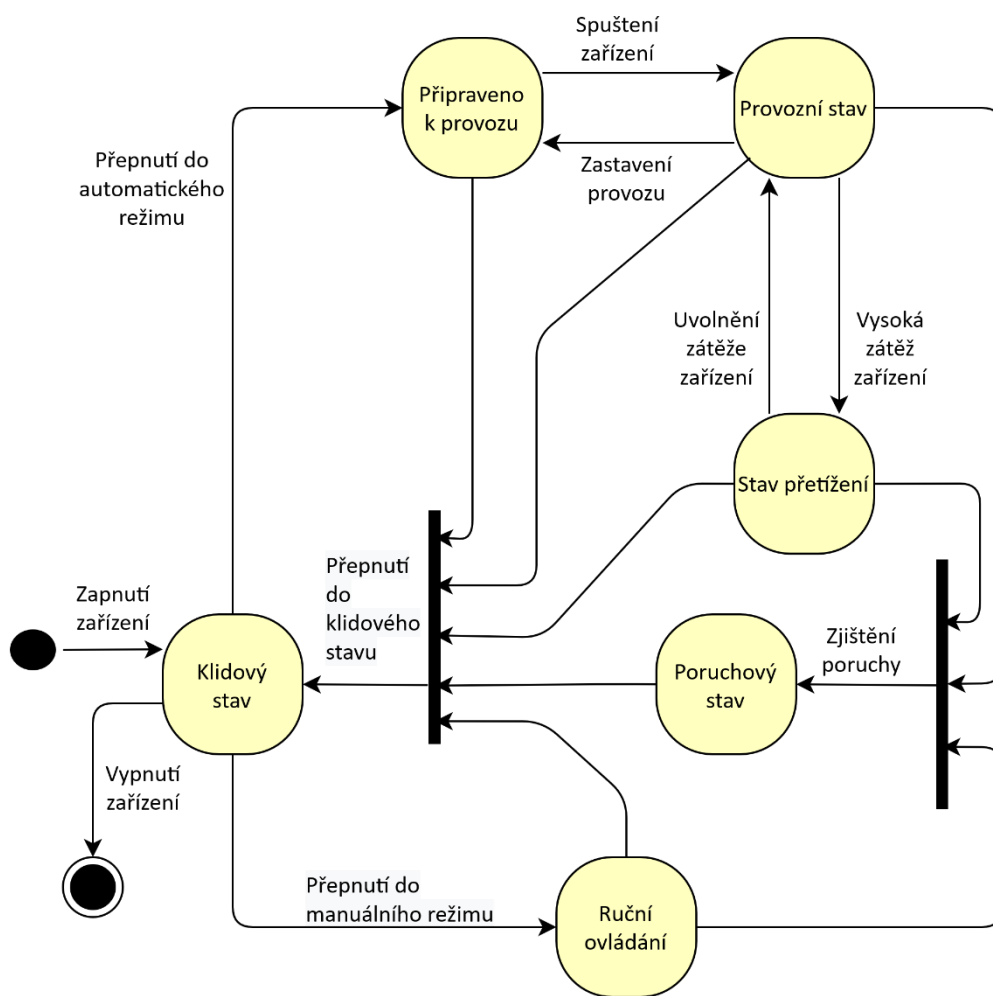 Spuštení
zařízení
Připraveno
k provozu
Provozní stav
Přepnutí do
automatického
režimu
Zastavení
provozu
Uvolnění
zátěže
zařízení
Vysoká
zátěž
zařízení
Stav přetížení
Přepnutí
do
klidového
stavu
Zapnutí
zařízení
Klidový
stav
Poruchový
stav
Zjištění
poruchy
Vypnutí
zařízení
Přepnutí do
manuálního režimu
Ruční
ovládání